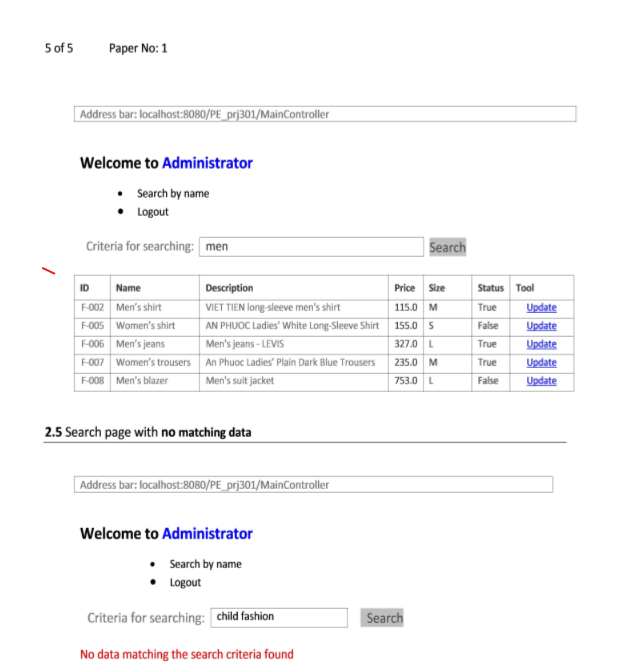 5 of 5 Paper No: 1
Address bar: localhost:8080/PE_prj301/MainController
Welcome to Administrator
• Search by name
• Logout
Criteria for searching: men Search
ID Name Description Price Size Status Tool
F-002 Men's shirt VIET TIEN long-sleeve men's shirt 115.0 M True Update
F-005 Women's shirt AN PHUOC Ladies' White Long-Sleeve Shirt 155.0 S False Update
F-006 Men's jeans Men's jeans - LEVIS 327.0 L True Update
F-007 Women's trousers An Phuoc Ladies' Plain Dark Blue Trousers 235.0 M True Update
F-008 Men's blazer Men's suit jacket 753.0 L False Update
2.5 Search page with no matching data
Address bar: localhost:8080/PE_prj301/MainController
Welcome to Administrator
• Search by name
• Logout
Criteria for searching: child fashion Search
No data matching the search criteria found